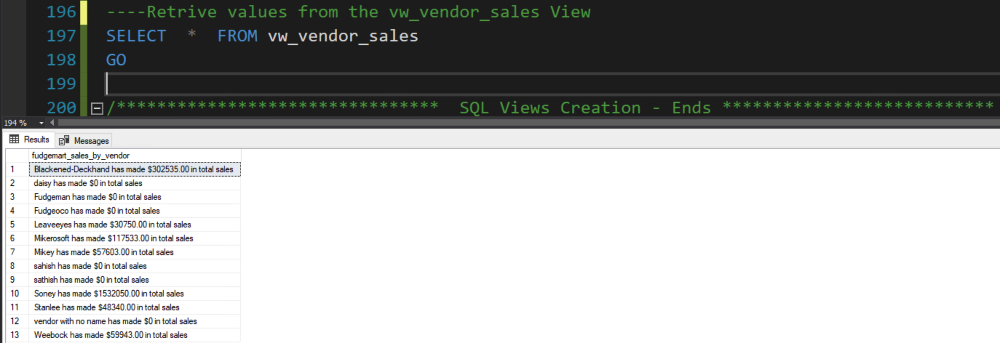 196 ----Retrive values from the vw_vendor_sales View
197 SELECT * FROM vw_vendor_sales
198 GO
199
200 /******************************** SQL Views Creation - Ends ***************************
194 %
Results Messages
fudgemart_sales_by_vendor
1 Blackened-Deckhand has made $302535.00 in total sales
2 daisy has made $0 in total sales
3 Fudgeman has made $0 in total sales
4 Fudgeoco has made $0 in total sales
5 Leaveeyes has made $30750.00 in total sales
6 Mikerosoft has made $117533.00 in total sales
7 Mikey has made $57603.00 in total sales
8 sahish has made $0 in total sales
9 sathish has made $0 in total sales
10 Soney has made $1532050.00 in total sales
11 Stanlee has made $48340.00 in total sales
12 vendor with no name has made $0 in total sales
13 Weebock has made $59943.00 in total sales